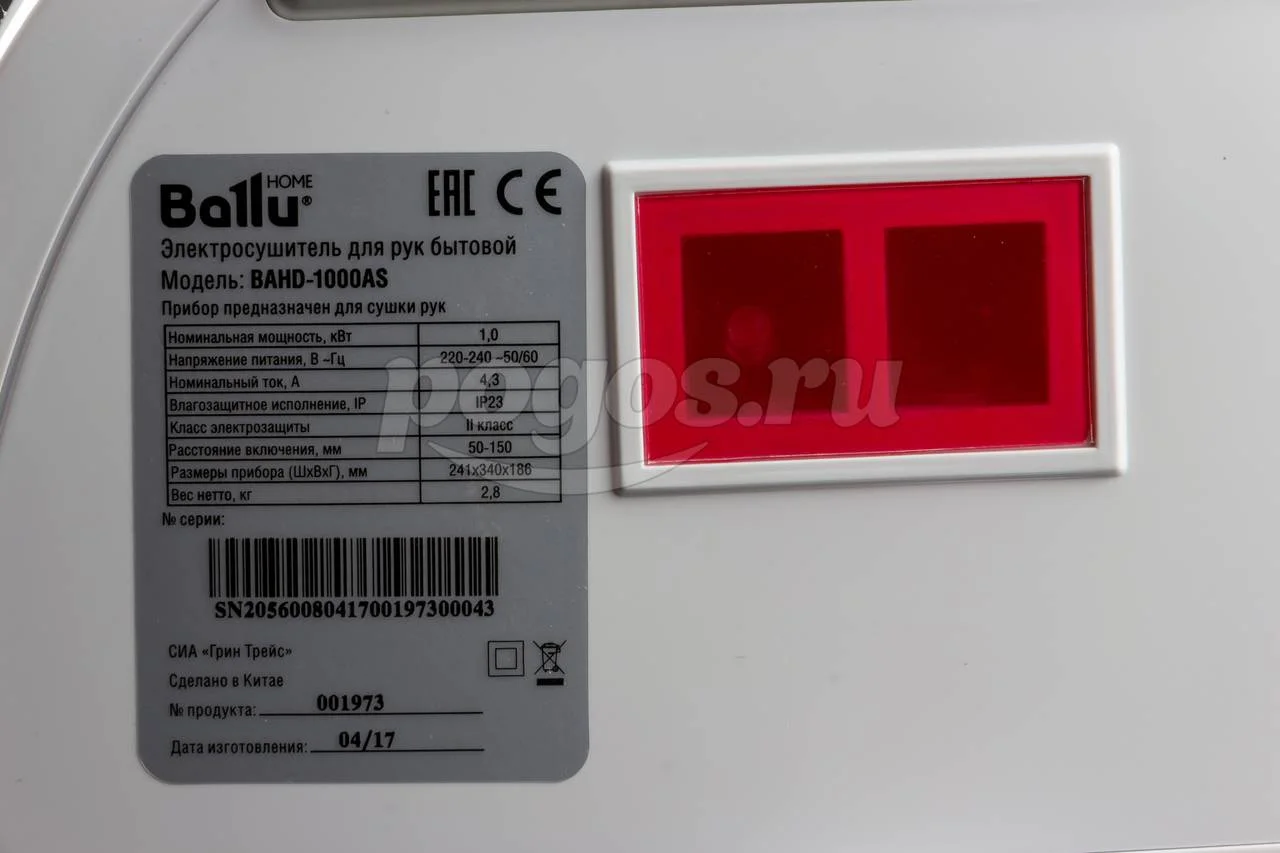 Ballu® HOME
EAC CE
Электросушитель для рук бытовой
Модель: BAHD-1000AS
Прибор предназначен для сушки рук
Номинальная мощность, кВт 1,0
Напряжение питания, В ~Гц 220-240 ~50/60
Номинальный ток, А 4,3
Влагозащитное исполнение, IP IP23
Класс электрозащиты II класс
Расстояние включения, мм 50-150
Размеры прибора (ШхВхГ), мм 241х340х186
Вес нетто, кг 2,8
№ серии:
SN20560080417001973000​43
СИА «Грин Трейс»
Сделано в Китае
№ продукта: 001973
Дата изготовления: 04/17
pogos.ru